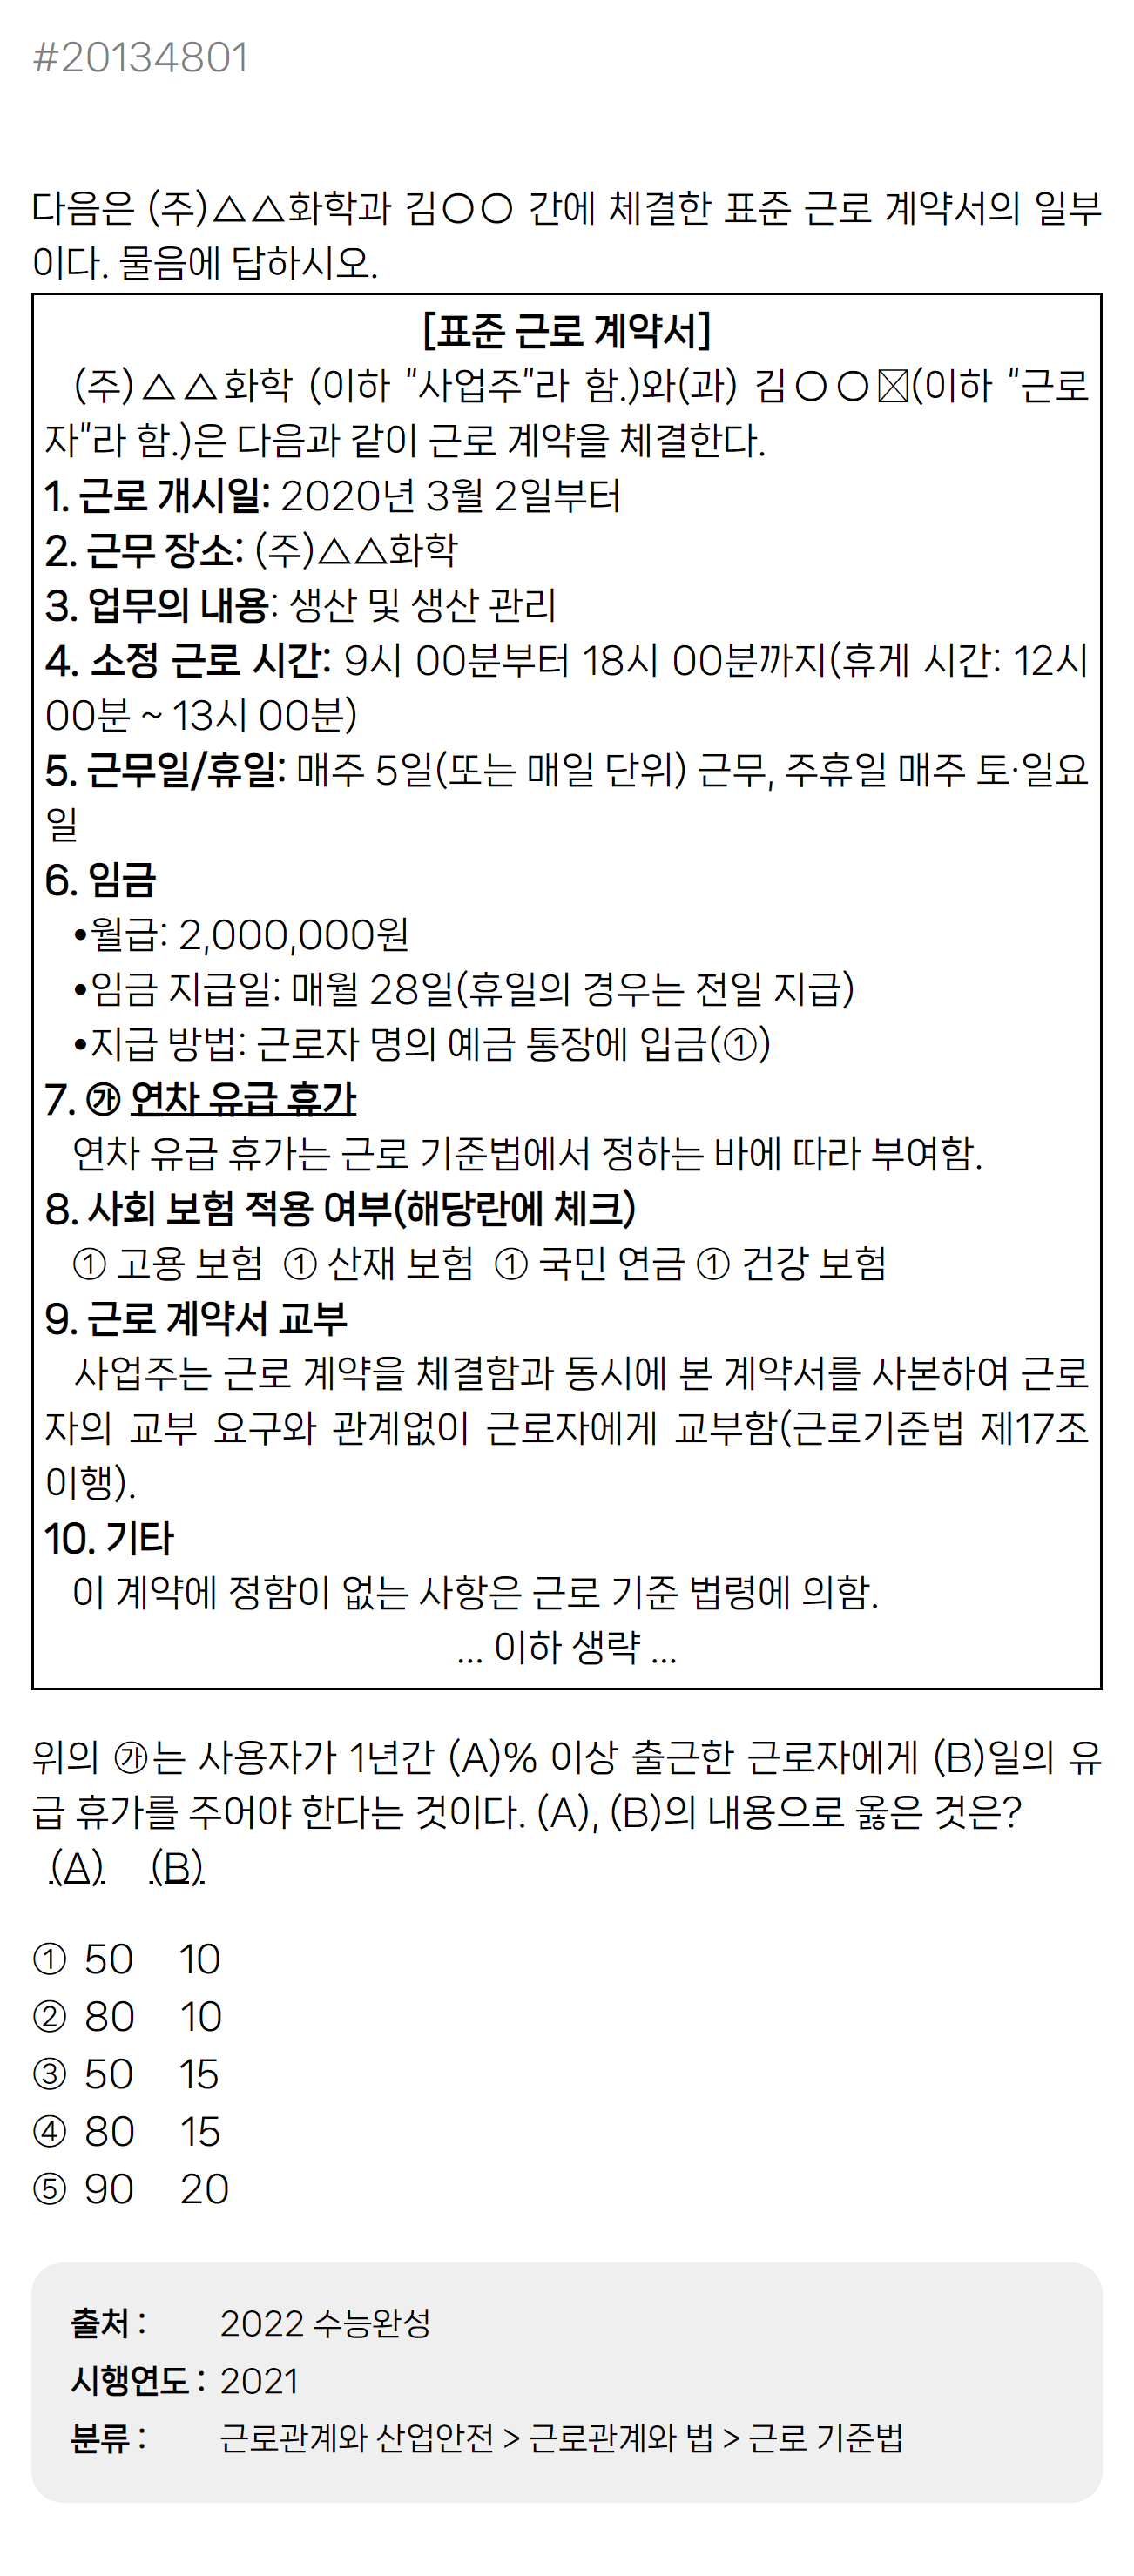 #20134801
다음은 (주)△△화학과 김○○ 간에 체결한 표준 근로 계약서의 일부
이다. 물음에 답하시오.
[표준 근로 계약서]
(주)△△화학 (이하 “사업주”라 함.)와(과) 김○○(이하 “근로
자”라 함.)은 다음과 같이 근로 계약을 체결한다.
1. 근로 개시일: 2020년 3월 2일부터
2. 근무 장소: (주)△△화학
3. 업무의 내용: 생산 및 생산 관리
4. 소정 근로 시간: 9시 00분부터 18시 00분까지(휴게 시간: 12시
00분 ~ 13시 00분)
5. 근무일/휴일: 매주 5일(또는 매일 단위) 근무, 주휴일 매주 토·일요
일
6. 임금
•월급: 2,000,000원
•임금 지급일: 매월 28일(휴일의 경우는 전일 지급)
•지급 방법: 근로자 명의 예금 통장에 입금(①)
7. ㉮ 연차 유급 휴가
연차 유급 휴가는 근로 기준법에서 정하는 바에 따라 부여함.
8. 사회 보험 적용 여부(해당란에 체크)
① 고용 보험 ① 산재 보험 ① 국민 연금 ① 건강 보험
9. 근로 계약서 교부
사업주는 근로 계약을 체결함과 동시에 본 계약서를 사본하여 근로
자의 교부 요구와 관계없이 근로자에게 교부함(근로기준법 제17조
이행).
10. 기타
이 계약에 정함이 없는 사항은 근로 기준 법령에 의함.
... 이하 생략 ...
위의 ㉮는 사용자가 1년간 (A)% 이상 출근한 근로자에게 (B)일의 유
급 휴가를 주어야 한다는 것이다. (A), (B)의 내용으로 옳은 것은?
(A) (B)
① 50 10
② 80 10
③ 50 15
④ 80 15
⑤ 90 20
출처 : 2022 수능완성
시행연도 : 2021
분류 : 근로관계와 산업안전 > 근로관계와 법 > 근로 기준법